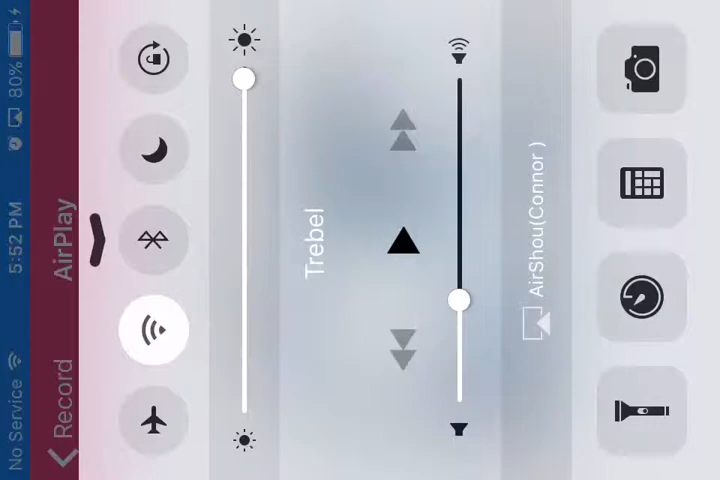 No Service 5:52 PM 80%
Record AirPlay
Trebel
AirShou(Connor )